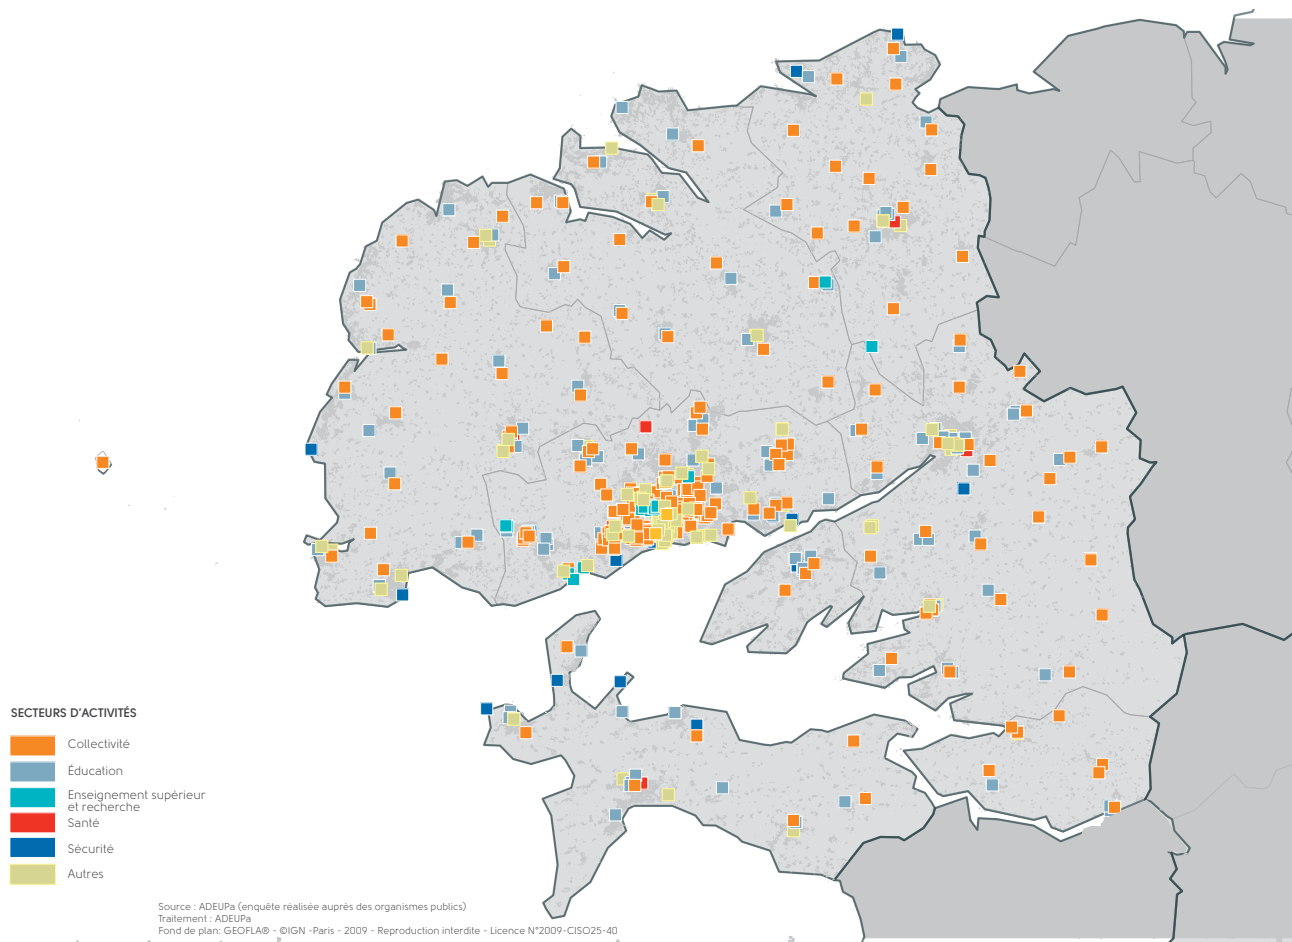 SECTEURS D'ACTIVITÉS
Collectivité
Éducation
Enseignement supérieur
et recherche
Santé
Sécurité
Autres
Source : ADEUPa (enquête réalisée auprès des organismes publics)
Traitement : ADEUPa
Fond de plan: GEOFLA® - ©IGN -Paris - 2009 - Reproduction interdite - Licence N°2009-CISO25-40